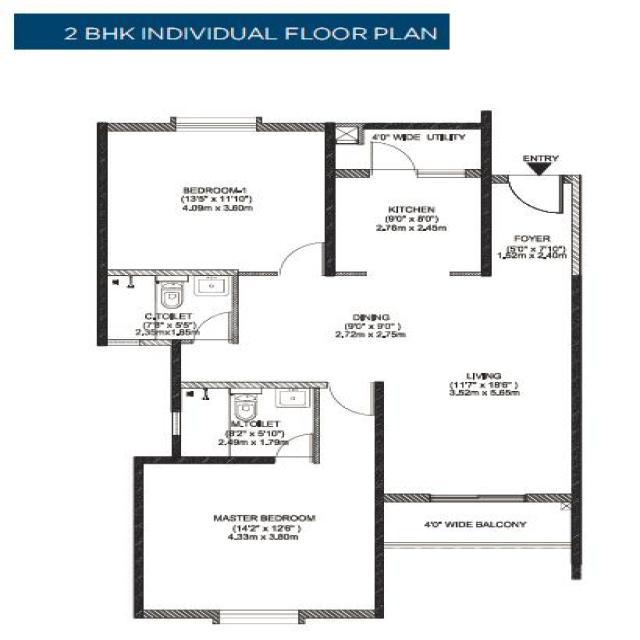 2 BHK INDIVIDUAL FLOOR PLAN
4'0" WIDE UTILITY
ENTRY
BEDROOM-1
(13'5" x 11'10")
4.09m x 3.60m
KITCHEN
(9'0" x 8'0")
2.76m x 2.45m
FOYER
(5'0" x 7'10")
1.52m x 2.40m
C.TOILET
(7'8" x 5'5")
2.35mx1.65m
DINING
(9'0" x 9'0" )
2.72m x 2.75m
LIVING
(11'7" x 18'6" )
3.52m x 5.65m
M.TOILET
(8'2" x 5'10")
2.49m x 1.79m
MASTER BEDROOM
(14'2" x 12'6" )
4.33m x 3.80m
4'0" WIDE BALCONY